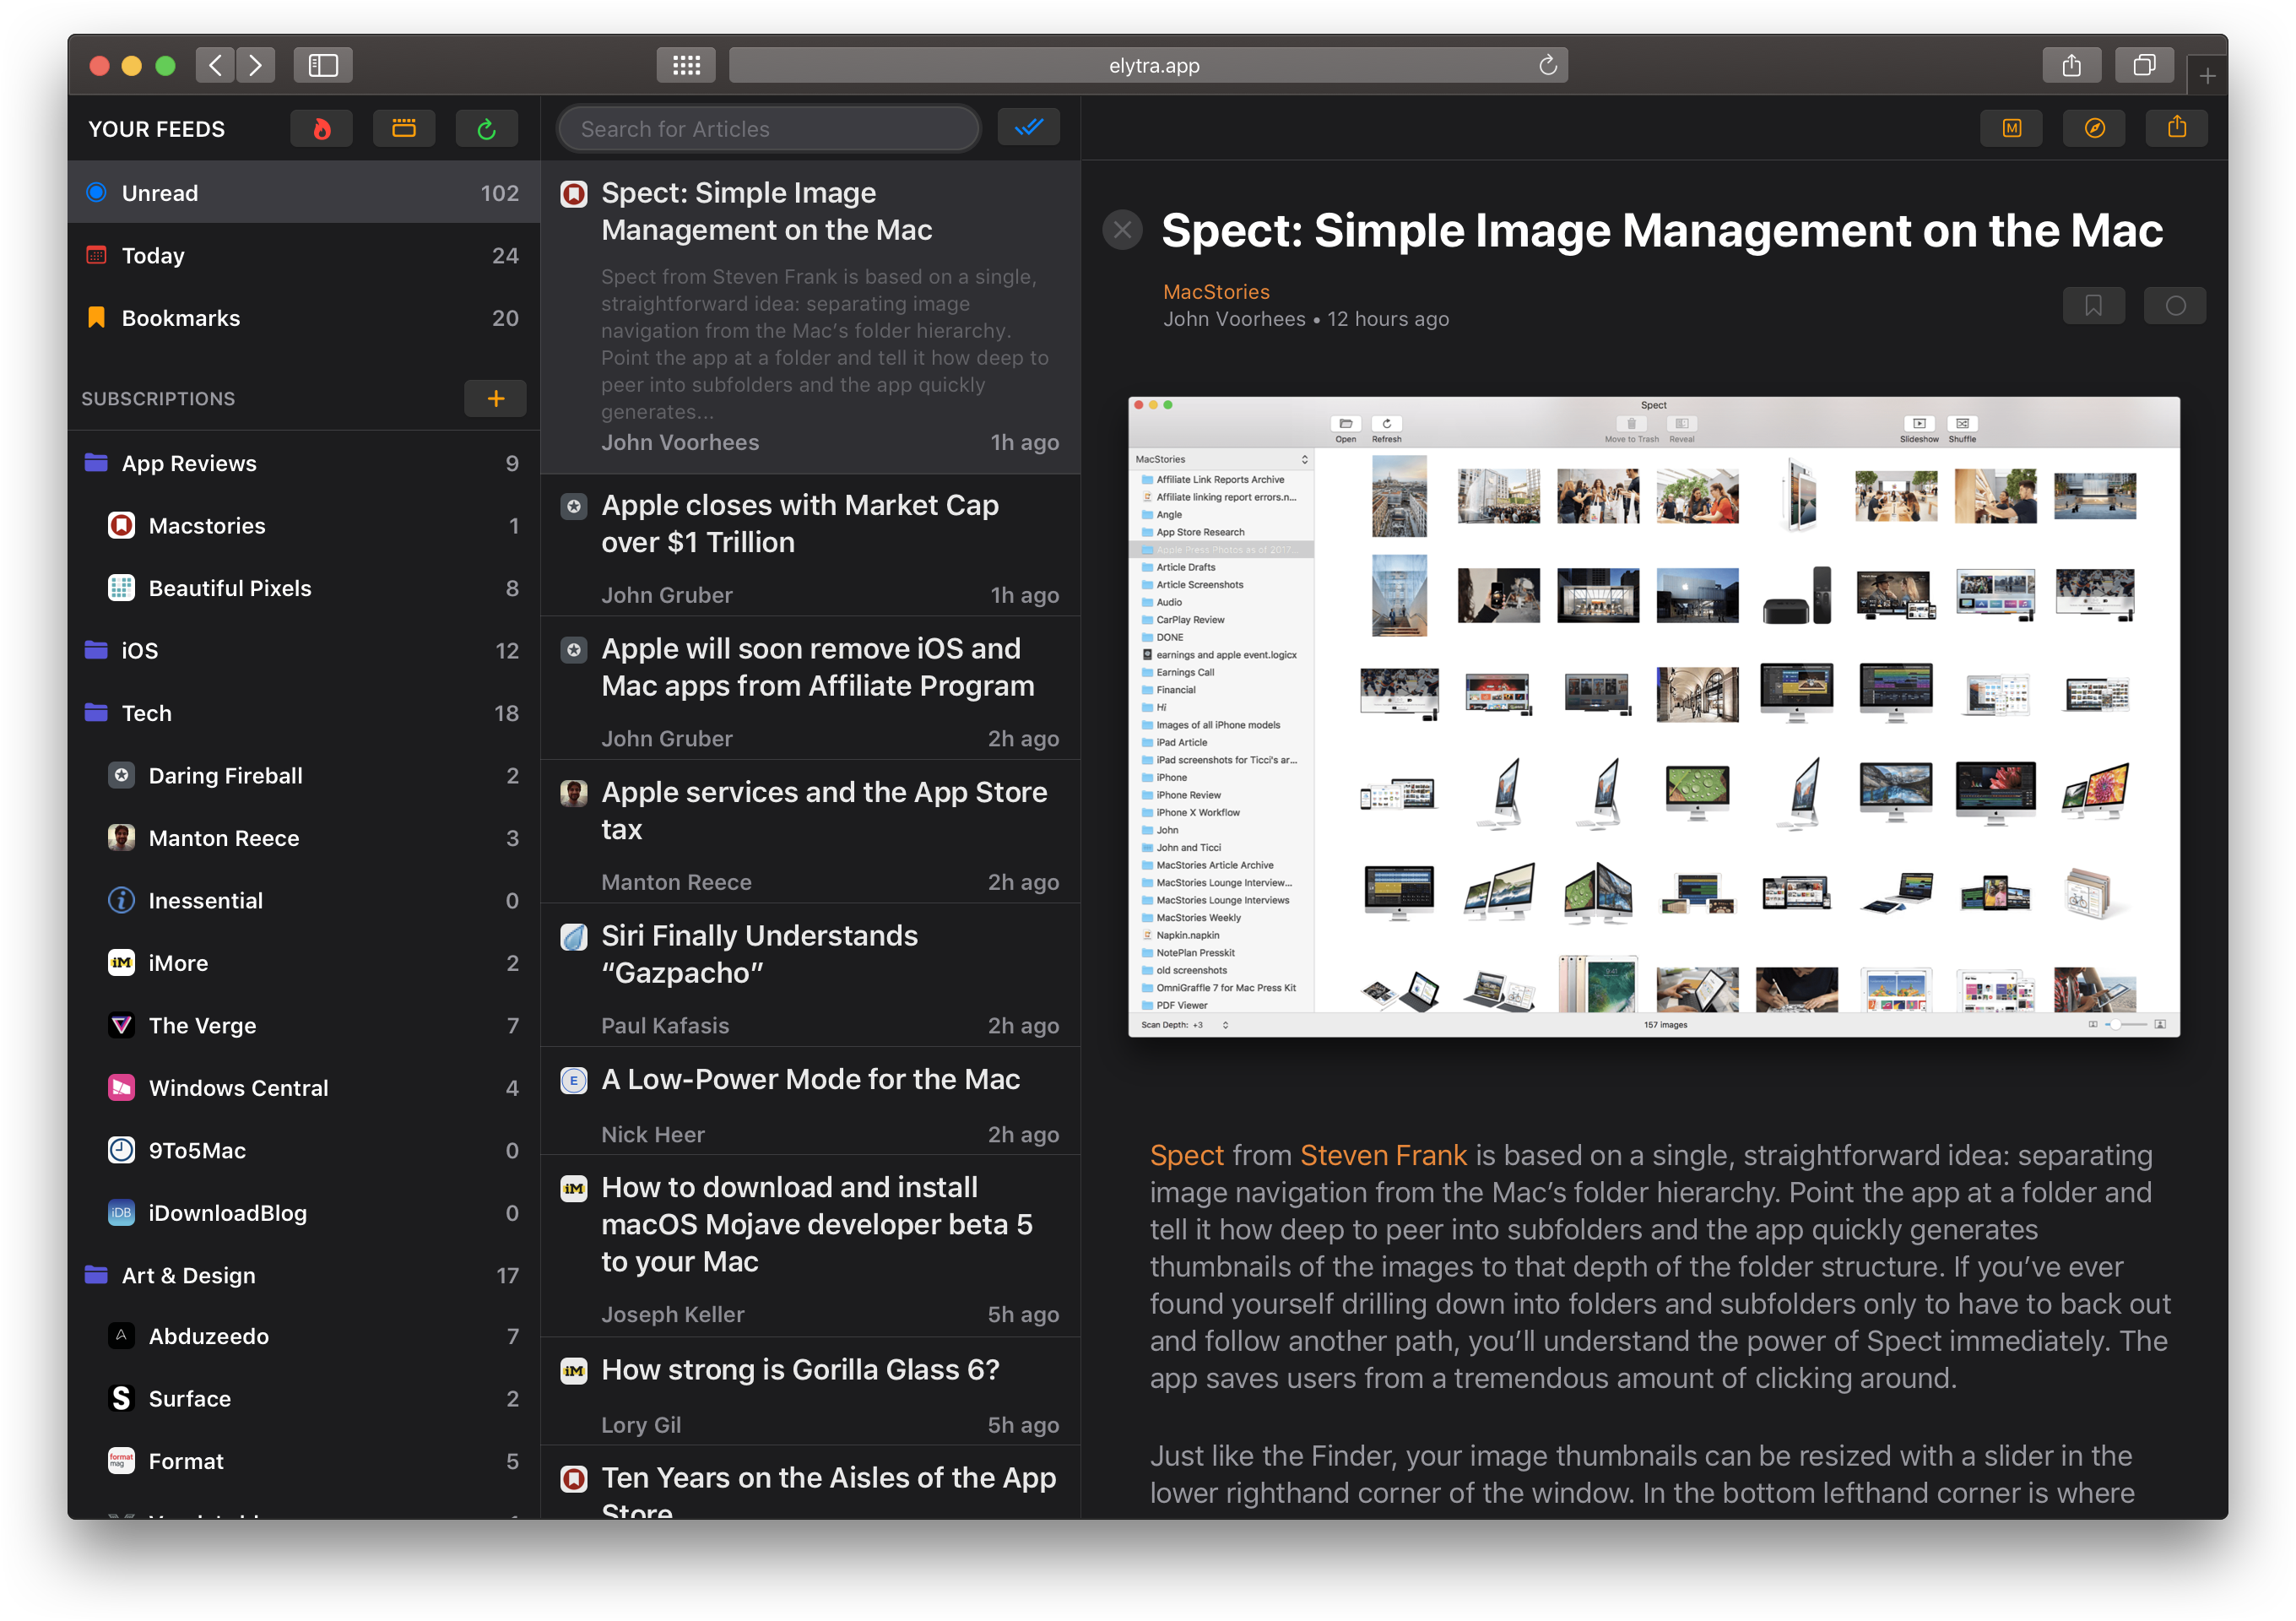 elytra.app
YOUR FEEDS
Unread 102
Today 24
Bookmarks 20
SUBSCRIPTIONS
App Reviews 9
Macstories 1
Beautiful Pixels 8
iOS 12
Tech 18
Daring Fireball 2
Manton Reece 3
Inessential 0
iM
iMore 2
The Verge 7
Windows Central 4
9To5Mac 0
iDB
iDownloadBlog 0
Art & Design 17
Abduzeedo 7
S
Surface 2
format
mag
Format 5
Search for Articles
Spect: Simple Image
Management on the Mac
Spect from Steven Frank is based on a single,
straightforward idea: separating image
navigation from the Mac’s folder hierarchy.
Point the app at a folder and tell it how deep to
peer into subfolders and the app quickly
generates...
John Voorhees 1h ago
Apple closes with Market Cap
over $1 Trillion
John Gruber 1h ago
Apple will soon remove iOS and
Mac apps from Affiliate Program
John Gruber 2h ago
Apple services and the App Store
tax
Manton Reece 2h ago
Siri Finally Understands
“Gazpacho”
Paul Kafasis 2h ago
E
A Low-Power Mode for the Mac
Nick Heer 2h ago
iM
How to download and install
macOS Mojave developer beta 5
to your Mac
Joseph Keller 5h ago
iM
How strong is Gorilla Glass 6?
Lory Gil 5h ago
Ten Years on the Aisles of the App
Store
M
Spect: Simple Image Management on the Mac
MacStories
John Voorhees • 12 hours ago
Spect
Open Refresh Move to Trash Reveal Slideshow Shuffle
MacStories
Affiliate Link Reports Archive
Affiliate linking report errors.n...
Angle
App Store Research
Apple Press Photos as of 2017...
Article Drafts
Article Screenshots
Audio
CarPlay Review
DONE
earnings and apple event.logicx
Earnings Call
Financial
Hi
Images of all iPhone models
iPad Article
iPad screenshots for Ticci's ar...
iPhone
iPhone Review
iPhone X Workflow
John
John and Ticci
MacStories Article Archive
MacStories Lounge Interview...
MacStories Lounge Interviews
MacStories Weekly
Napkin.napkin
NotePlan Presskit
old screenshots
OmniGraffle 7 for Mac Press Kit
PDF Viewer
Scan Depth: +3 157 images
Spect from Steven Frank is based on a single, straightforward idea: separating
image navigation from the Mac’s folder hierarchy. Point the app at a folder and
tell it how deep to peer into subfolders and the app quickly generates
thumbnails of the images to that depth of the folder structure. If you’ve ever
found yourself drilling down into folders and subfolders only to have to back out
and follow another path, you’ll understand the power of Spect immediately. The
app saves users from a tremendous amount of clicking around.
Just like the Finder, your image thumbnails can be resized with a slider in the
lower righthand corner of the window. In the bottom lefthand corner is where